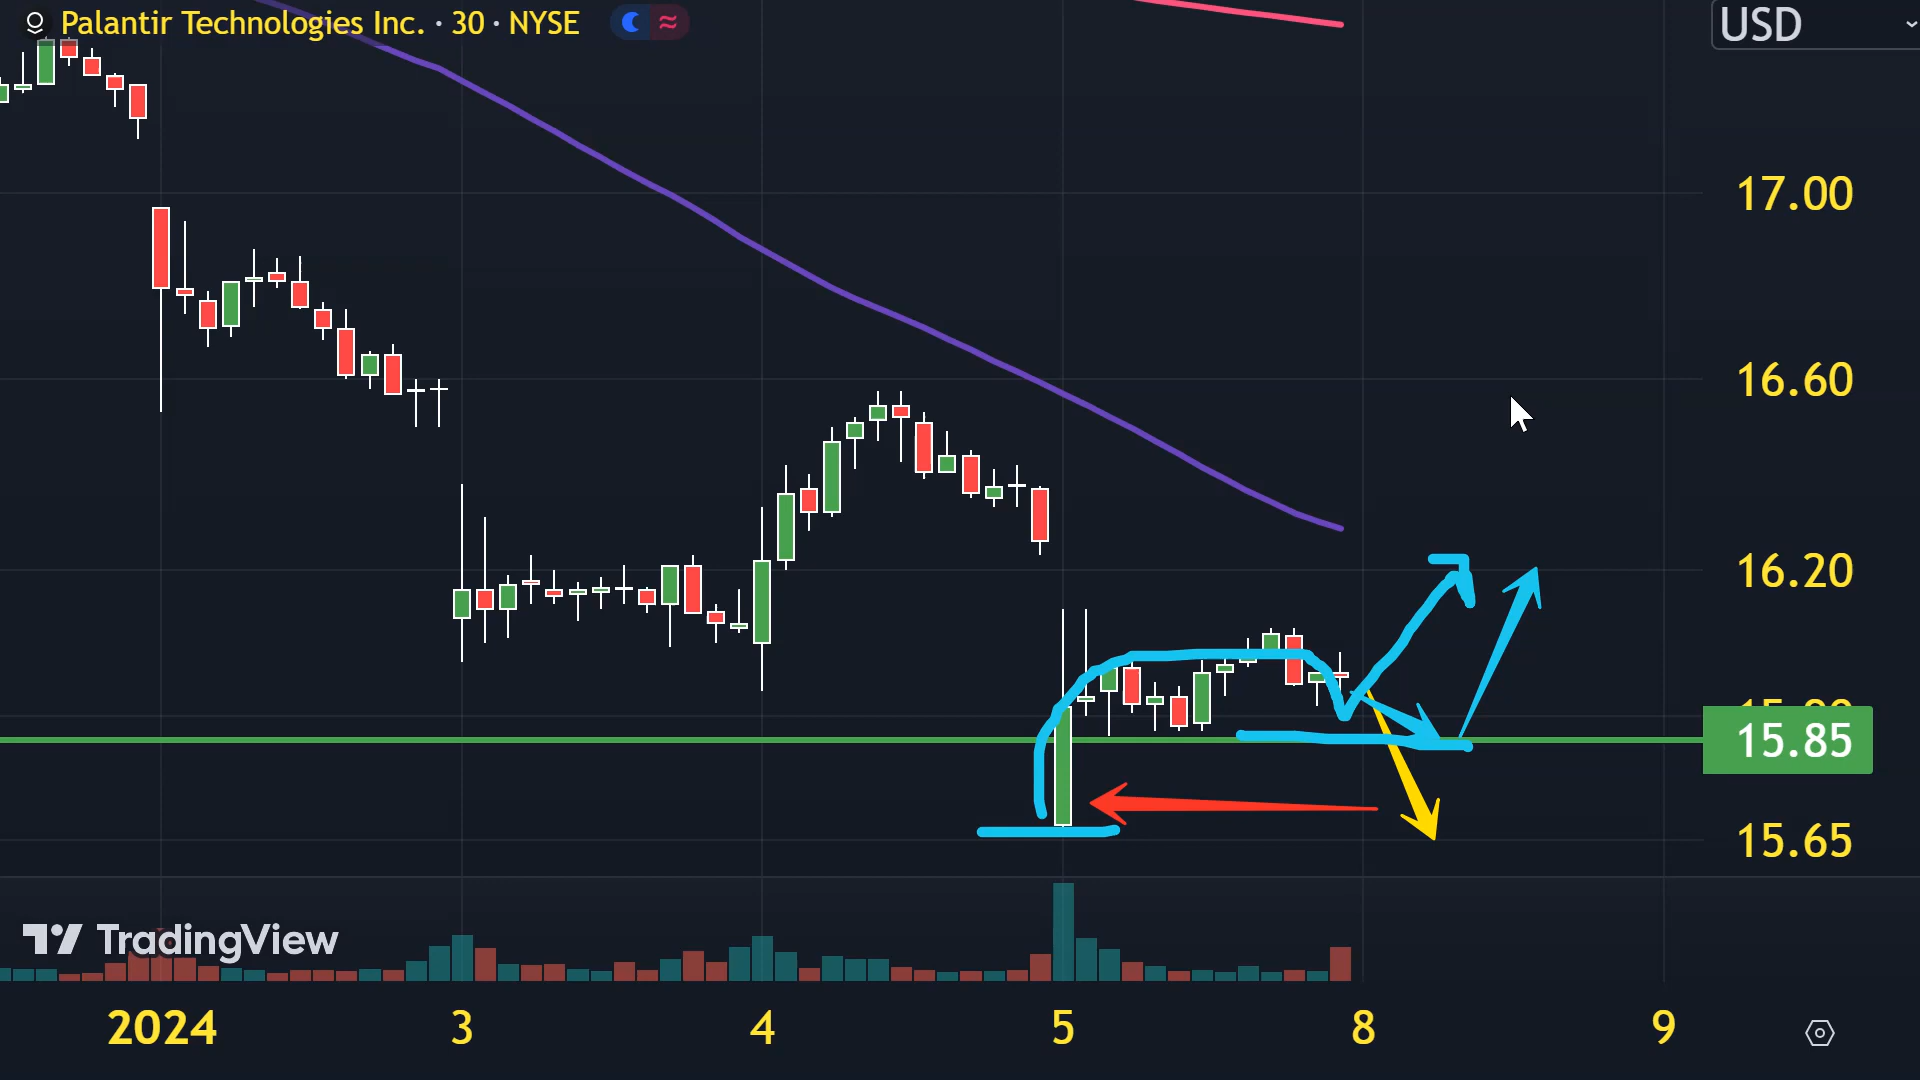 Palantir Technologies Inc. · 30 · NYSE
USD
17.00
16.60
16.20
15.85
15.65
TradingView
2024 3 4 5 8 9